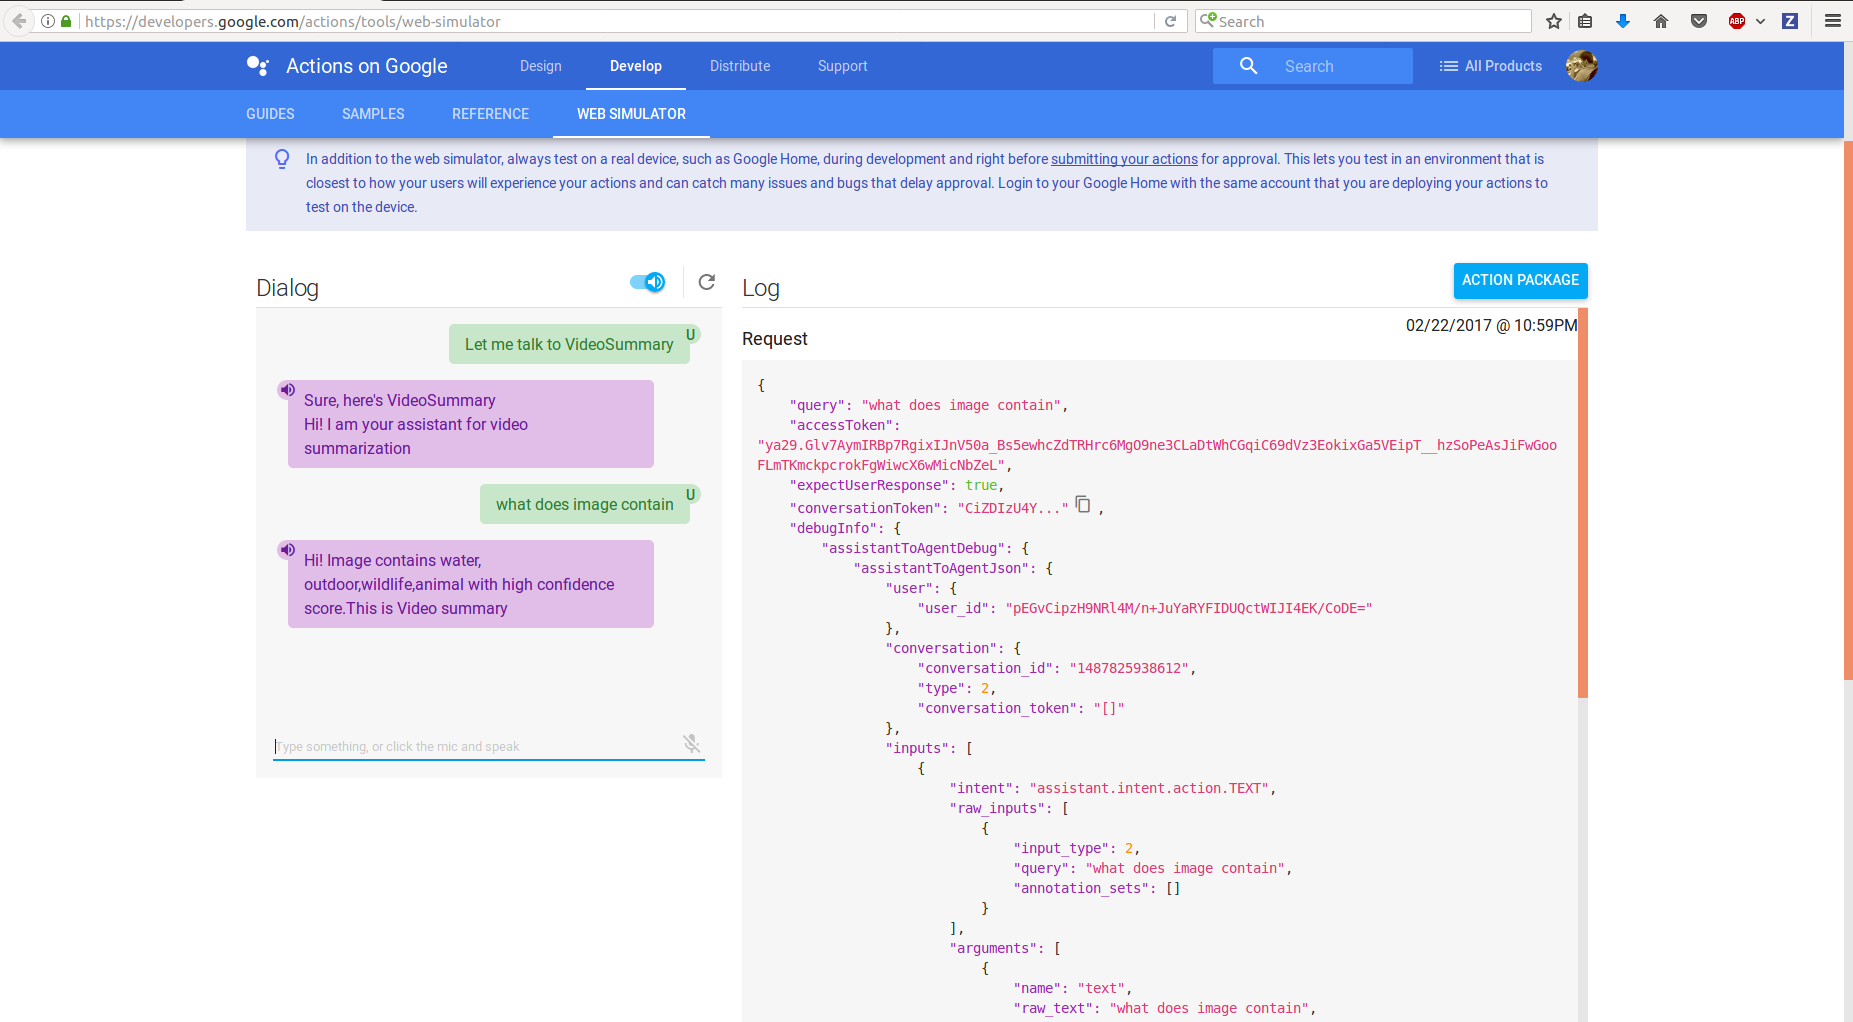 https://developers.google.com/actions/tools/web-simulator
Search
ABP
Z
Actions on Google
Design
Develop
Distribute
Support
Search
All Products
GUIDES
SAMPLES
REFERENCE
WEB SIMULATOR
In addition to the web simulator, always test on a real device, such as Google Home, during development and right before submitting your actions for approval. This lets you test in an environment that is
closest to how your users will experience your actions and can catch many issues and bugs that delay approval. Login to your Google Home with the same account that you are deploying your actions to
test on the device.
Dialog
U
Let me talk to VideoSummary
Sure, here's VideoSummary
Hi! I am your assistant for video
summarization
U
what does image contain
Hi! Image contains water,
outdoor,wildlife,animal with high confidence
score.This is Video summary
Type something, or click the mic and speak
Log
ACTION PACKAGE
02/22/2017 @ 10:59PM
Request
{
"query": "what does image contain",
"accessToken":
"ya29.Glv7AymIRBp7RgixIJnV50a_Bs5ewhcZdTRHrc6MgO9ne3CLaDtWhCGqiC69dVz3EokixGa5VEipT__hzSoPeAsJiFwGoo
FLmTKmckpcrokFgWiwcX6wMicNbZeL",
"expectUserResponse": true,
"conversationToken": "CiZDIzU4Y..." ,
"debugInfo": {
"assistantToAgentDebug": {
"assistantToAgentJson": {
"user": {
"user_id": "pEGvCipzH9NRl4M/n+JuYaRYFIDUQctWIJI4EK/CoDE="
},
"conversation": {
"conversation_id": "1487825938612",
"type": 2,
"conversation_token": "[]"
},
"inputs": [
{
"intent": "assistant.intent.action.TEXT",
"raw_inputs": [
{
"input_type": 2,
"query": "what does image contain",
"annotation_sets": []
}
],
"arguments": [
{
"name": "text",
"raw_text": "what does image contain",